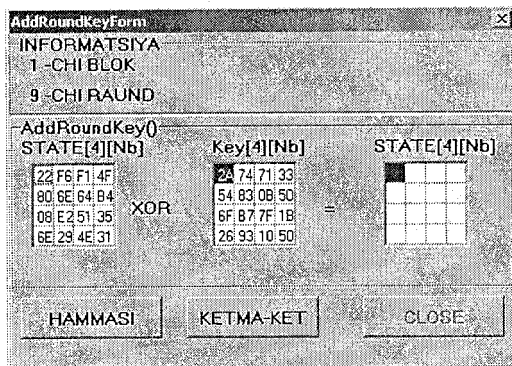 AddRoundKeyForm
INFORMATSIYA
1 -CHI BLOK
9 -CHI RAUND
AddRoundKey()
STATE[4][Nb] Key[4][Nb] STATE[4][Nb]
22 F6 F1 4F 2A 74 71 33
80 6E 64 B4 54 83 0B 50
XOR =
08 E2 51 35 6F B7 7F 1B
6E 29 4E 31 26 93 10 50
HAMMASI KETMA-KET CLOSE